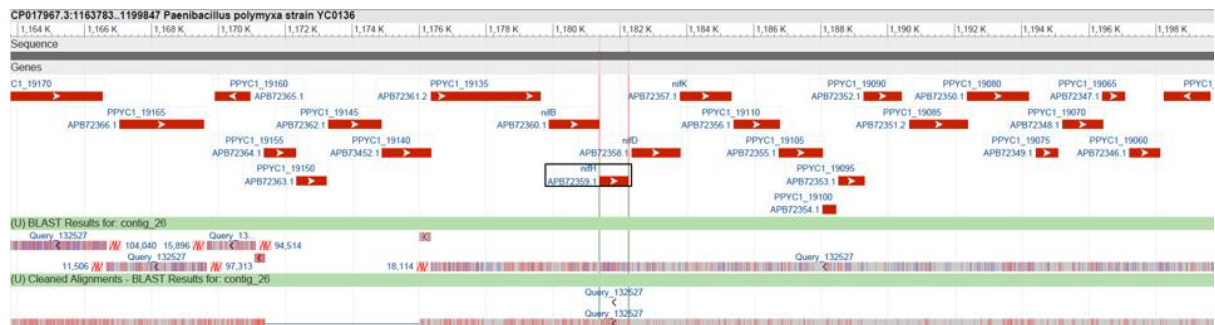 CP017967.3:1163783..1199847 Paenibacillus polymyxa strain YC0136
1,164 K 1,166 K 1,168 K 1,170 K 1,172 K 1,174 K 1,176 K 1,178 K 1,180 K 1,182 K 1,184 K 1,186 K 1,188 K 1,190 K 1,192 K 1,194 K 1,196 K 1,198 K
Sequence
Genes
C1_19170 PPYC1_19160 PPYC1_19135 nifK PPYC1_19090 PPYC1_19080 PPYC1_19065 PPYC1_
APB72365.1 APB72361.2 APB72357.1 APB72352.1 APB72350.1 APB72347.1
PPYC1_19165 PPYC1_19145 nifB PPYC1_19110 PPYC1_19085 PPYC1_19070
APB72366.1 APB72362.1 APB72360.1 APB72356.1 APB72351.2 APB72348.1
PPYC1_19155 PPYC1_19140 nifD PPYC1_19105 PPYC1_19075 PPYC1_19060
APB72364.1 APB73452.1 APB72358.1 APB72355.1 APB72349.1 APB72346.1
PPYC1_19150 nifH PPYC1_19095
APB72363.1 APB72359.1 APB72353.1
PPYC1_19100
APB72354.1
(U) BLAST Results for: contig_26
Query_132527 Query_13...
104,040 15,896 94,514
Query_132527 Query_132527
11,506 97,313 18,114
(U) Cleaned Alignments - BLAST Results for: contig_26
Query_132527
Query_132527